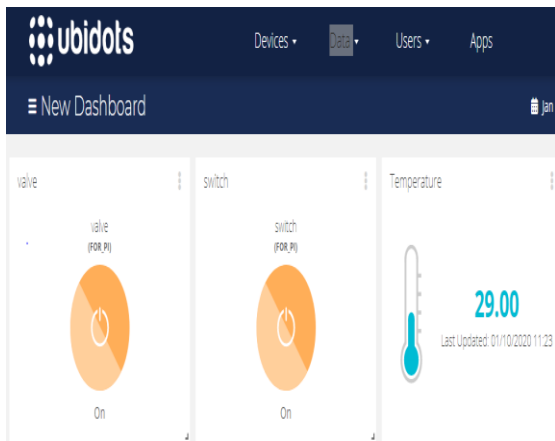 ubidots
Devices
Data
Users
Apps
New Dashboard
Jan
valve
switch
Temperature
valve
(FOR_PI)
On
switch
(FOR_PI)
On
29.00
Last Updated: 01/10/2020 11:23